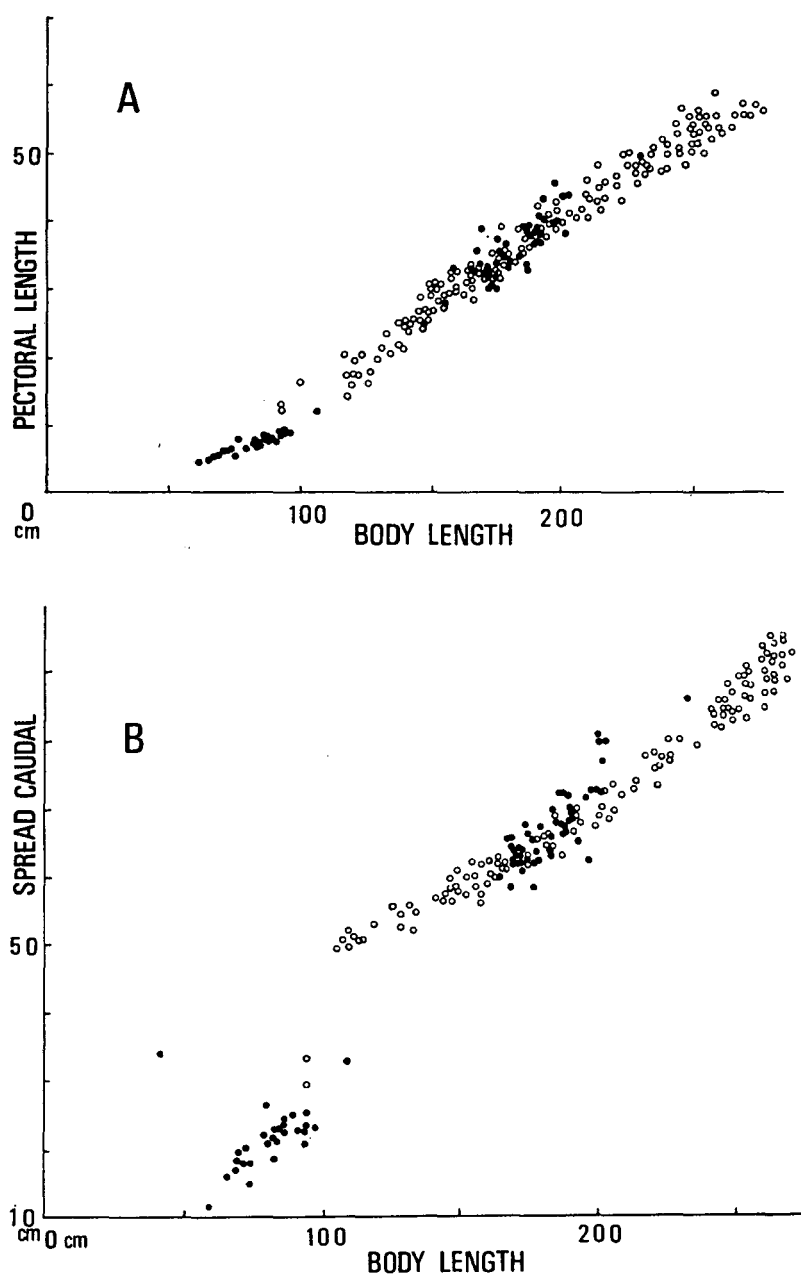 A
PECTORAL LENGTH
50
0
cm
100
200
BODY LENGTH
B
SPREAD CAUDAL
50
10
cm
0 cm
100
200
BODY LENGTH